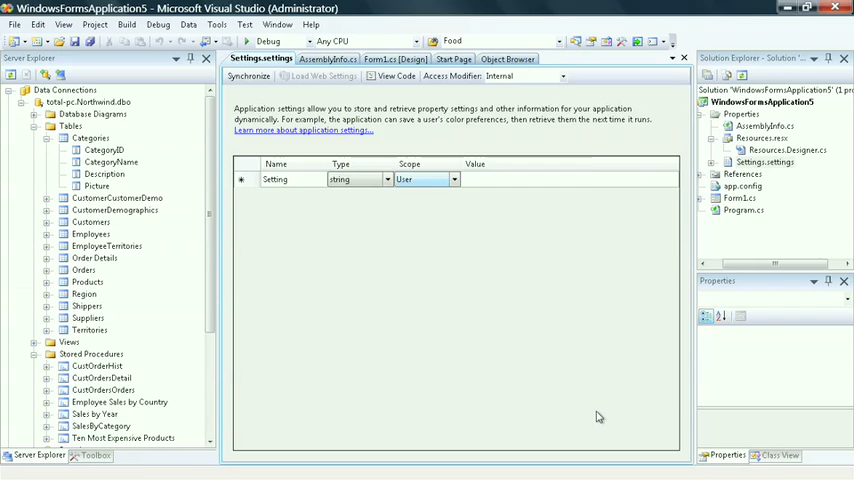 WindowsFormsApplication5 - Microsoft Visual Studio (Administrator)
File Edit View Project Build Debug Data Tools Test Window Help
Debug Any CPU Food
Server Explorer
Data Connections
total-pc.Northwind.dbo
Database Diagrams
Tables
Categories
CategoryID
CategoryName
Description
Picture
CustomerCustomerDemo
CustomerDemographics
Customers
Employees
EmployeeTerritories
Order Details
Orders
Products
Region
Shippers
Suppliers
Territories
Views
Stored Procedures
CustOrderHist
CustOrdersDetail
CustOrdersOrders
Employee Sales by Country
Sales by Year
SalesByCategory
Ten Most Expensive Products
Server Explorer Toolbox
Settings.settings AssemblyInfo.cs Form1.cs [Design] Start Page Object Browser
Synchronize Load Web Settings View Code Access Modifier: Internal
Application settings allow you to store and retrieve property settings and other information for your application
dynamically. For example, the application can save a user's color preferences, then retrieve them the next time it runs.
Learn more about application settings...
Name Type Scope Value
Setting string User
Solution Explorer - Solution 'W...
Solution 'WindowsFormsApplication5' (1 pro
WindowsFormsApplication5
Properties
AssemblyInfo.cs
Resources.resx
Resources.Designer.cs
Settings.settings
References
app.config
Form1.cs
Program.cs
Properties
Properties Class View